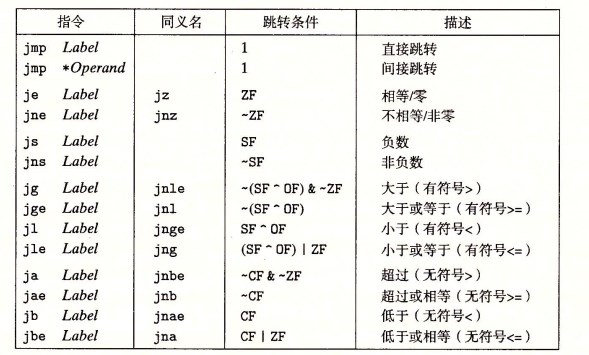 指令 同义名 跳转条件 描述
jmp Label 1 直接跳转
jmp *Operand 1 间接跳转
je Label jz ZF 相等/零
jne Label jnz ~ZF 不相等/非零
js Label SF 负数
jns Label ~SF 非负数
jg Label jnle ~(SF ^ OF) & ~ZF 大于（有符号>）
jge Label jnl ~(SF ^ OF) 大于或等于（有符号>=）
jl Label jnge SF ^ OF 小于（有符号<）
jle Label jng (SF ^ OF) | ZF 小于或等于（有符号<=）
ja Label jnbe ~CF & ~ZF 超过（无符号>）
jae Label jnb ~CF 超过或相等（无符号>=）
jb Label jnae CF 低于（无符号<）
jbe Label jna CF | ZF 低于或相等（无符号<=）